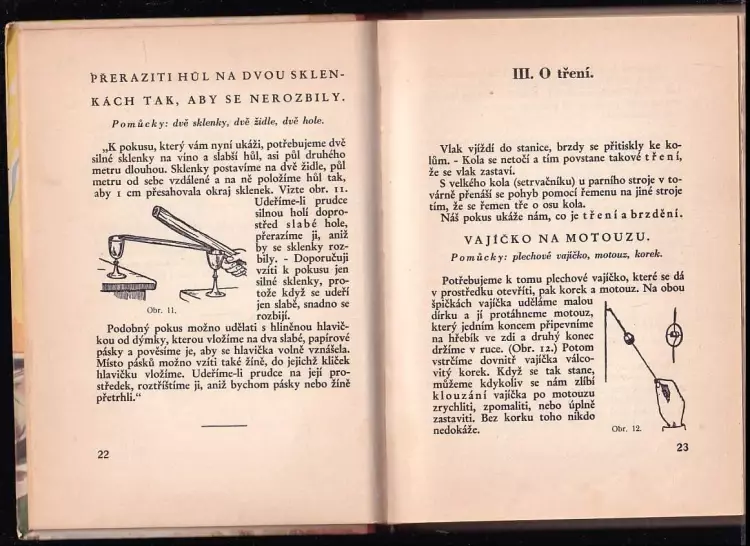 PŘERAZITI HŮL NA DVOU SKLEN-
KÁCH TAK, ABY SE NEROZBILY.
Pomůcky: dvě sklenky, dvě židle, dvě hole.
„K pokusu, který vám nyní ukáži, potřebujeme dvě
silné sklenky na víno a slabší hůl, asi půl druhého
metru dlouhou. Sklenky postavíme na dvě židle, půl
metru od sebe vzdálené a na ně položíme hůl tak,
aby 1 cm přesahovala okraj sklenek. Vizte obr. 11.
Udeříme-li prudce
silnou holí dopro-
střed slabé hole,
přerazíme ji, aniž
by se sklenky roz-
bily. - Doporučuji
vzíti k pokusu jen
silné sklenky, pro-
tože když se udeří
jen slabě, snadno se
rozbijí.
Obr. 11.
Podobný pokus možno udělati s hliněnou hlavič-
kou od dýmky, kterou vložíme na dva slabé, papírové
pásky a pověsíme je, aby se hlavička volně vznášela.
Místo pásků možno vzíti také žíně, do jejichž kliček
hlavičku vložíme. Udeříme-li prudce na její pro-
středek, roztříštíme ji, aniž bychom pásky nebo žíně
přetrhli.“
22
III. O tření.
Vlak vjíždí do stanice, brzdy se přitiskly ke ko-
lům. - Kola se netočí a tím povstane takové tření,
že se vlak zastaví.
S velkého kola (setrvačníku) u parního stroje v to-
várně přenáší se pohyb pomocí řemenu na jiné stroje
tím, že se řemen tře o osu kola.
Náš pokus ukáže nám, co je tření a brzdění.
VAJÍČKO NA MOTOUZU.
Pomůcky: plechové vajíčko, motouz, korek.
Potřebujeme k tomu plechové vajíčko, které se dá
v prostředku otevříti, pak korek a motouz. Na obou
špičkách vajíčka uděláme malou
dírku a jí protáhneme motouz,
který jedním koncem připevníme
na hřebík ve zdi a druhý konec
držíme v ruce. (Obr. 12.) Potom
vstrčíme dovnitř vajíčka válco-
vitý korek. Když se tak stane,
můžeme kdykoliv se nám zlíbí
klouzání vajíčka po motouzu
zrychliti, zpomaliti, nebo úplně
zastaviti. Bez korku toho nikdo
nedokáže.
Obr. 12.
23